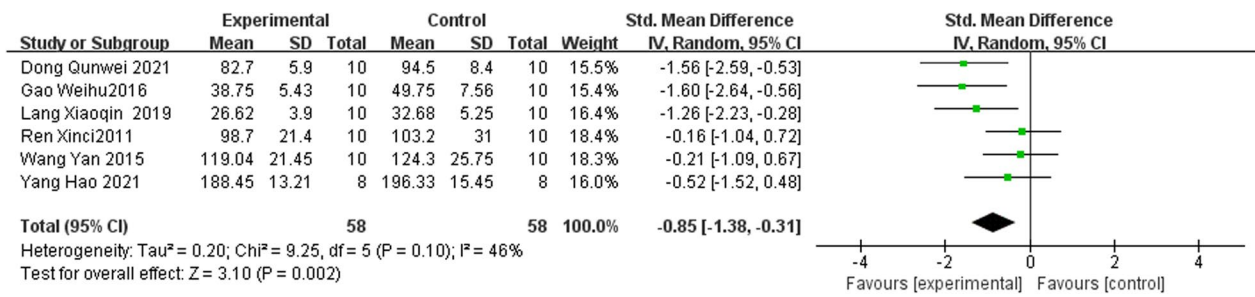 Experimental Control Std. Mean Difference Std. Mean Difference
Study or Subgroup Mean SD Total Mean SD Total Weight IV, Random, 95% CI IV, Random, 95% CI
Dong Qunwei 2021 82.7 5.9 10 94.5 8.4 10 15.5% -1.56 [-2.59, -0.53]
Gao Weihu2016 38.75 5.43 10 49.75 7.56 10 15.4% -1.60 [-2.64, -0.56]
Lang Xiaoqin 2019 26.62 3.9 10 32.68 5.25 10 16.4% -1.26 [-2.23, -0.28]
Ren Xinci2011 98.7 21.4 10 103.2 31 10 18.4% -0.16 [-1.04, 0.72]
Wang Yan 2015 119.04 21.45 10 124.3 25.75 10 18.3% -0.21 [-1.09, 0.67]
Yang Hao 2021 188.45 13.21 8 196.33 15.45 8 16.0% -0.52 [-1.52, 0.48]
Total (95% CI) 58 58 100.0% -0.85 [-1.38, -0.31]
Heterogeneity: Tau² = 0.20; Chi² = 9.25, df = 5 (P = 0.10); I² = 46%
Test for overall effect: Z = 3.10 (P = 0.002)
-4 -2 0 2 4
Favours [experimental] Favours [control]